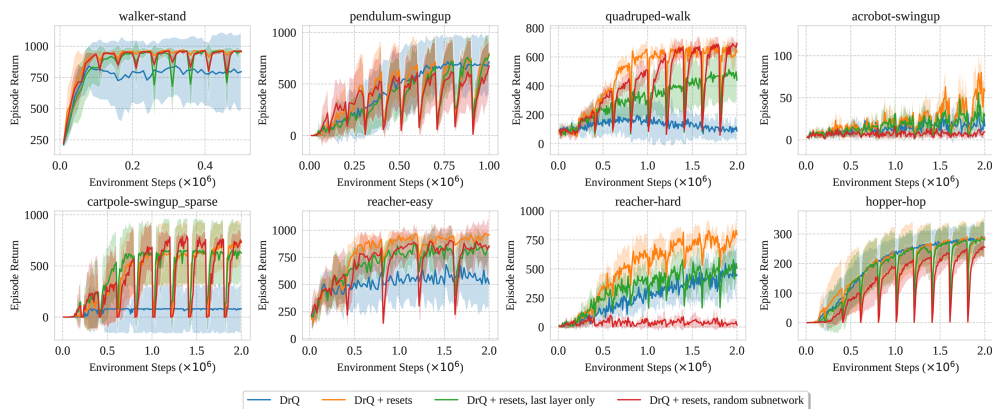 walker-stand
1000
750
500
250
Episode Return
0.0 0.2 0.4
Environment Steps (×10⁶)
pendulum-swingup
1000
500
0
Episode Return
0.00 0.25 0.50 0.75 1.00
Environment Steps (×10⁶)
quadruped-walk
800
600
400
200
0
Episode Return
0.0 0.5 1.0 1.5 2.0
Environment Steps (×10⁶)
acrobot-swingup
100
50
0
Episode Return
0.0 0.5 1.0 1.5 2.0
Environment Steps (×10⁶)
cartpole-swingup_sparse
1000
500
0
Episode Return
0.0 0.5 1.0 1.5 2.0
Environment Steps (×10⁶)
reacher-easy
1000
750
500
250
0
Episode Return
0.0 0.5 1.0 1.5 2.0
Environment Steps (×10⁶)
reacher-hard
1000
750
500
250
0
Episode Return
0.0 0.5 1.0 1.5 2.0
Environment Steps (×10⁶)
hopper-hop
300
200
100
0
Episode Return
0.0 0.5 1.0 1.5 2.0
Environment Steps (×10⁶)
DrQ DrQ + resets DrQ + resets, last layer only DrQ + resets, random subnetwork